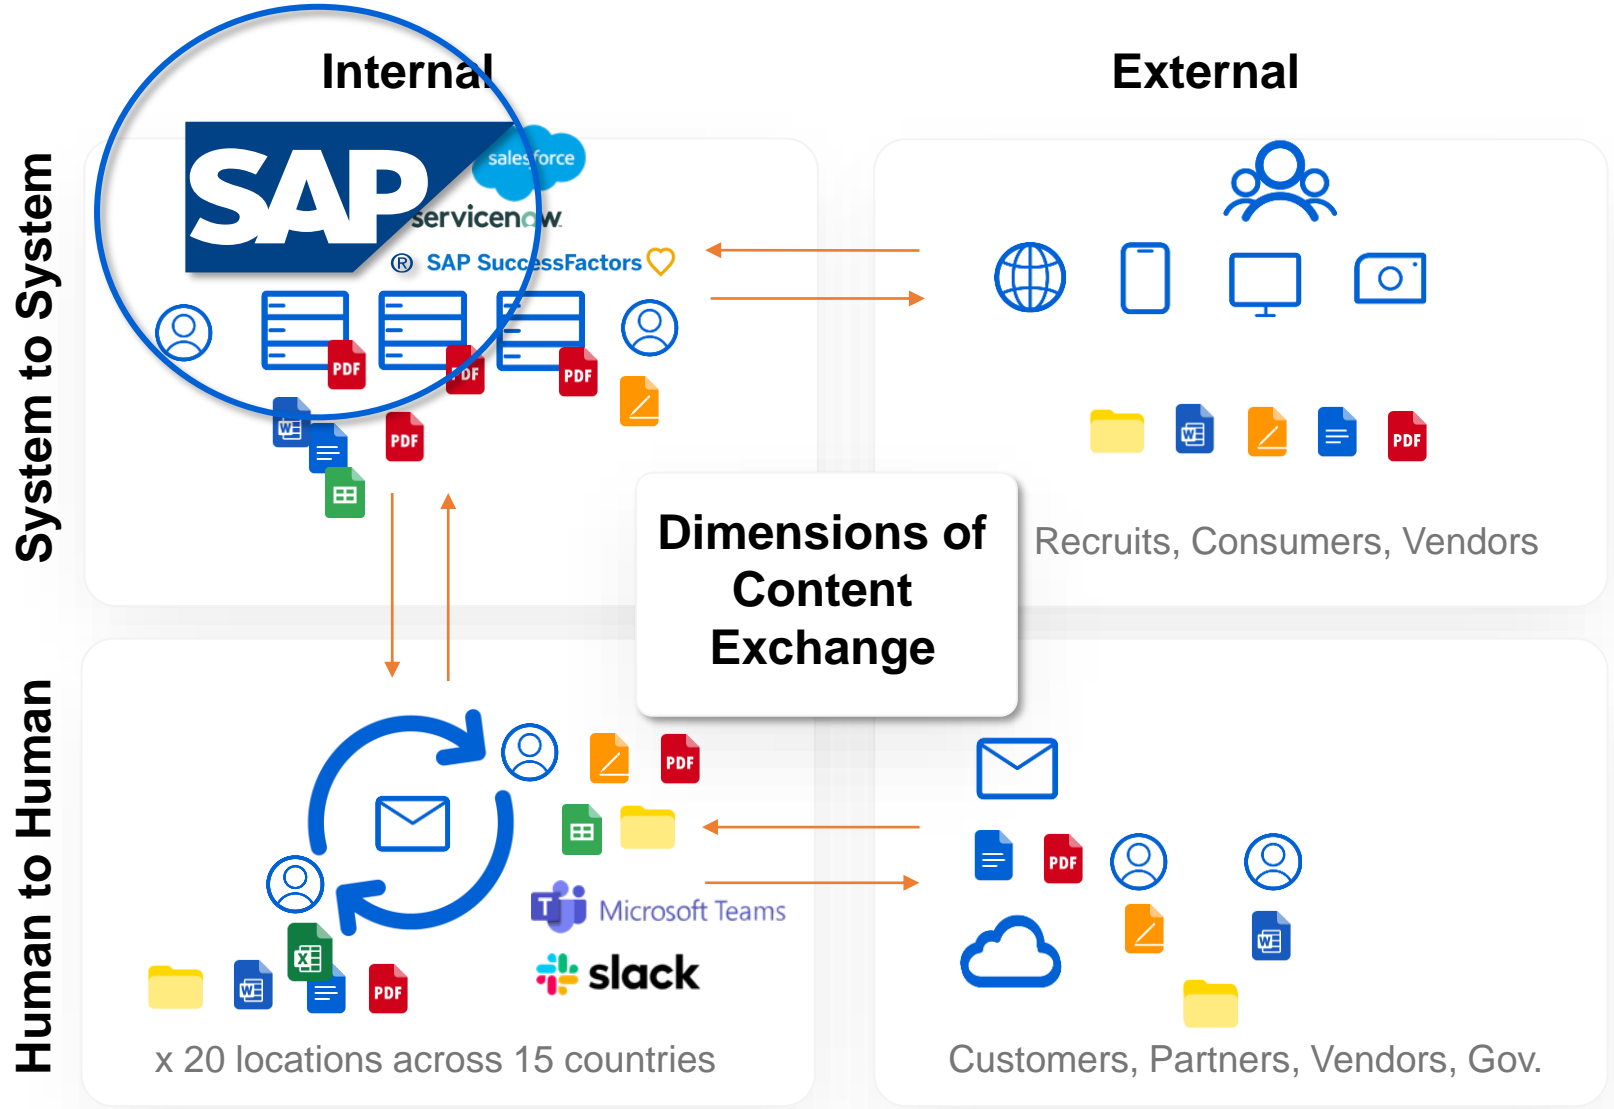 Internal
External
System to System
SAP
salesforce
servicenow
® SAP SuccessFactors
PDF
PDF
PDF
W
PDF
W
PDF
Dimensions of
Content
Exchange
Recruits, Consumers, Vendors
Human to Human
PDF
PDF
T Microsoft Teams
W
X
W
PDF
slack
x 20 locations across 15 countries
Customers, Partners, Vendors, Gov.